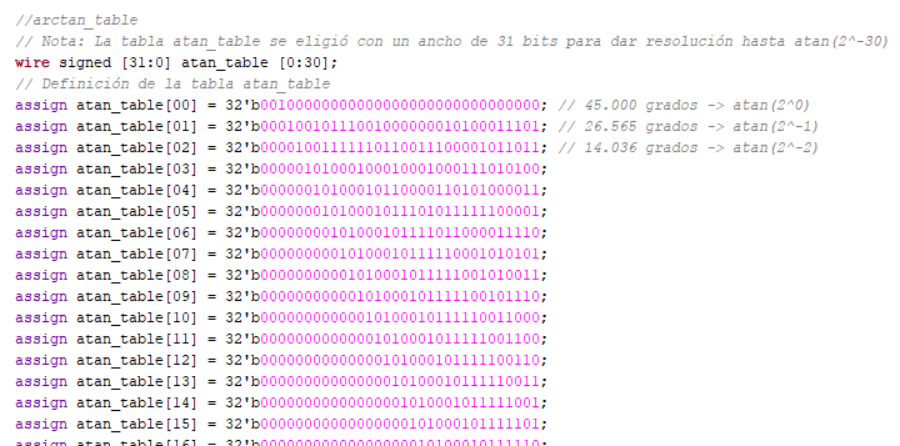 //arctan_table
// Nota: La tabla atan_table se eligió con un ancho de 31 bits para dar resolución hasta atan(2^-30)
wire signed [31:0] atan_table [0:30];
// Definición de la tabla atan_table
assign atan_table[00] = 32'b00100000000000000000000000000000; // 45.000 grados -> atan(2^0)
assign atan_table[01] = 32'b00010010111001000000010100011101; // 26.565 grados -> atan(2^-1)
assign atan_table[02] = 32'b00001001111110110011100001011011; // 14.036 grados -> atan(2^-2)
assign atan_table[03] = 32'b00000101000100010001000111010100;
assign atan_table[04] = 32'b00000010100010110000110101000011;
assign atan_table[05] = 32'b00000001010001011101011111100001;
assign atan_table[06] = 32'b00000000101000101111011000011110;
assign atan_table[07] = 32'b00000000010100010111110001010101;
assign atan_table[08] = 32'b00000000001010001011111001010011;
assign atan_table[09] = 32'b00000000000101000101111100101110;
assign atan_table[10] = 32'b00000000000010100010111110011000;
assign atan_table[11] = 32'b00000000000001010001011111001100;
assign atan_table[12] = 32'b00000000000000101000101111100110;
assign atan_table[13] = 32'b00000000000000010100010111110011;
assign atan_table[14] = 32'b00000000000000001010001011111001;
assign atan_table[15] = 32'b00000000000000000101000101111101;
assign atan_table[16] = 32'b00000000000000000010100010111110;